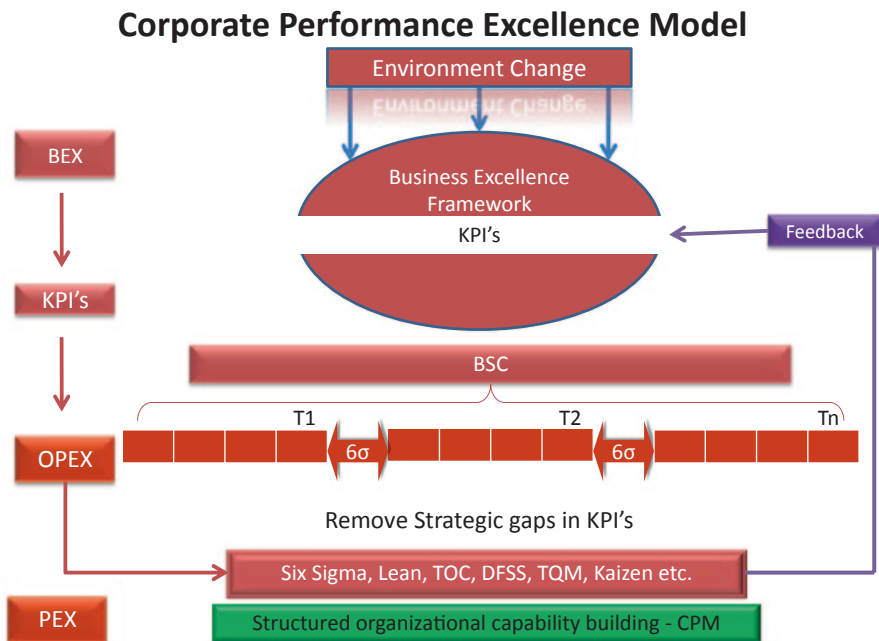 Corporate Performance Excellence Model
Environment Change
Environment Change
BEX
Business Excellence
Framework
KPI's
Feedback
KPI's
BSC
T1
T2
Tn
OPEX
6σ
6σ
Remove Strategic gaps in KPI's
Six Sigma, Lean, TOC, DFSS, TQM, Kaizen etc.
PEX
Structured organizational capability building - CPM